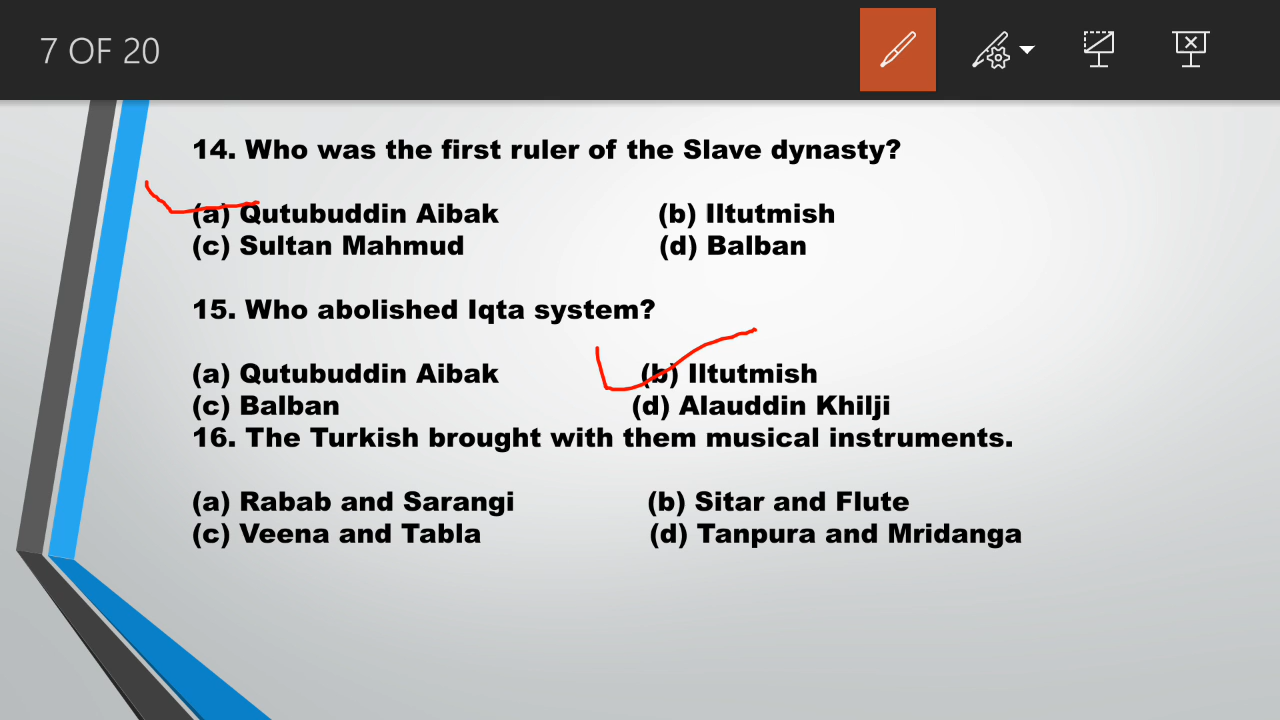 7 OF 20
14. Who was the first ruler of the Slave dynasty?
(a) Qutubuddin Aibak (b) Iltutmish
(c) Sultan Mahmud (d) Balban
15. Who abolished Iqta system?
(a) Qutubuddin Aibak (b) Iltutmish
(c) Balban (d) Alauddin Khilji
16. The Turkish brought with them musical instruments.
(a) Rabab and Sarangi (b) Sitar and Flute
(c) Veena and Tabla (d) Tanpura and Mridanga